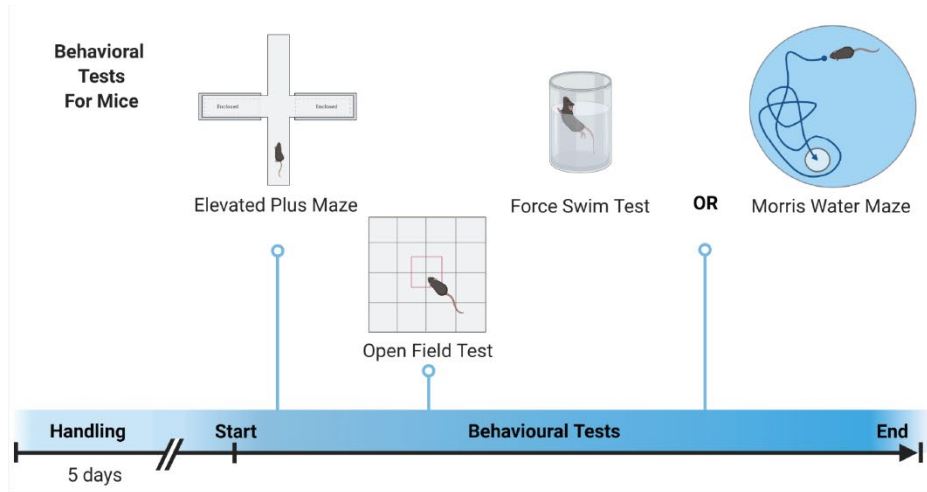 Behavioral
Tests
For Mice
Enclosed
Enclosed
Elevated Plus Maze
Force Swim Test
OR
Morris Water Maze
Open Field Test
Handling
Start
Behavioural Tests
End
5 days